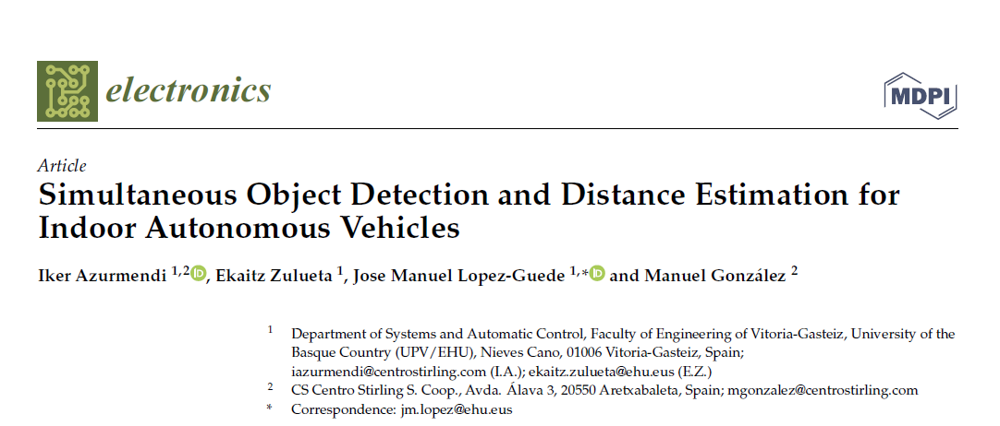 electronics
MDPI
Article
Simultaneous Object Detection and Distance Estimation for
Indoor Autonomous Vehicles
Iker Azurmendi 1,2 iD, Ekaitz Zulueta 1, Jose Manuel Lopez-Guede 1,* iD and Manuel González 2
1 Department of Systems and Automatic Control, Faculty of Engineering of Vitoria-Gasteiz, University of the
Basque Country (UPV/EHU), Nieves Cano, 01006 Vitoria-Gasteiz, Spain;
iazurmendi@centrostirling.com (I.A.); ekaitz.zulueta@ehu.eus (E.Z.)
2 CS Centro Stirling S. Coop., Avda. Álava 3, 20550 Aretxabaleta, Spain; mgonzalez@centrostirling.com
* Correspondence: jm.lopez@ehu.eus